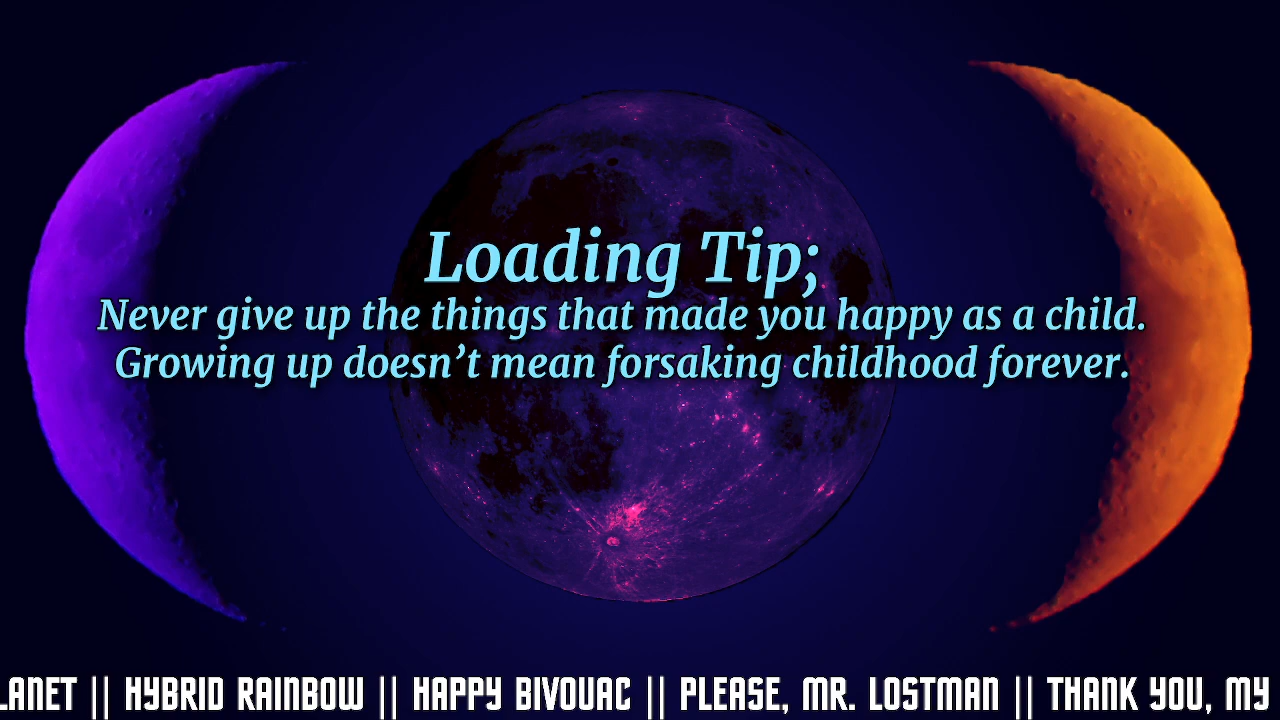 Loading Tip;
Never give up the things that made you happy as a child.
Growing up doesn’t mean forsaking childhood forever.
LANET || HYBRID RAINBOW || HAPPY BIVOUAC || PLEASE, MR. LOSTMAN || THANK YOU, MY